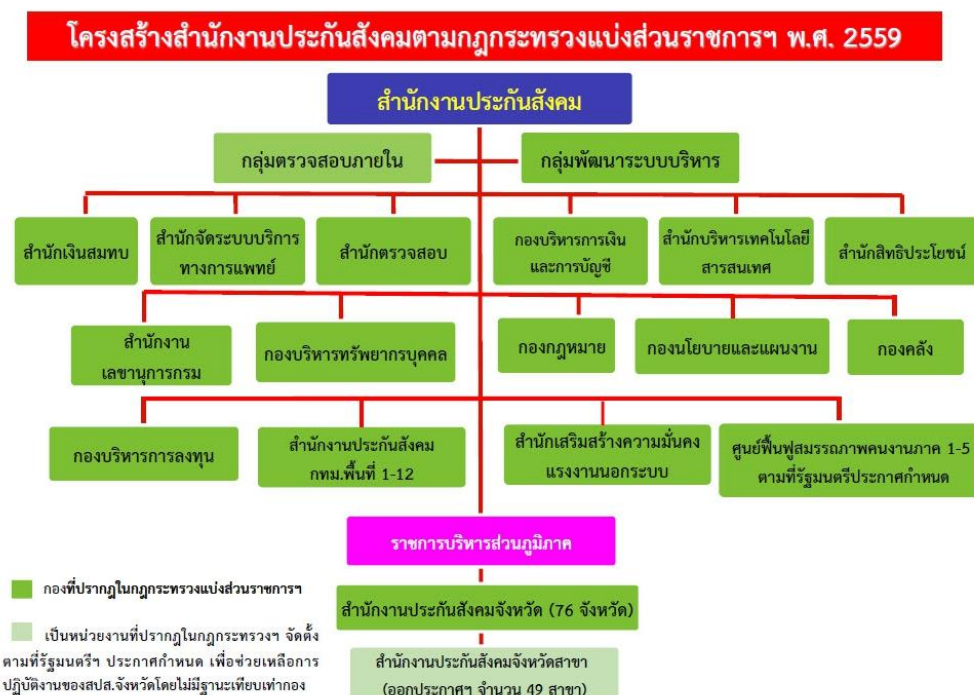 โครงสร้างสำนักงานประกันสังคมตามกฎกระทรวงแบ่งส่วนราชการฯ พ.ศ. 2559
สำนักงานประกันสังคม
กลุ่มตรวจสอบภายใน
กลุ่มพัฒนาระบบบริหาร
สำนักเงินสมทบ
สำนักจัดระบบบริการ
ทางการแพทย์
สำนักตรวจสอบ
กองบริหารการเงิน
และการบัญชี
สำนักบริหารเทคโนโลยี
สารสนเทศ
สำนักสิทธิประโยชน์
สำนักงาน
เลขานุการกรม
กองบริหารทรัพยากรบุคคล
กองกฎหมาย
กองนโยบายและแผนงาน
กองคลัง
กองบริหารการลงทุน
สำนักงานประกันสังคม
กทม.พื้นที่ 1-12
สำนักเสริมสร้างความมั่นคง
แรงงานนอกระบบ
ศูนย์ฟื้นฟูสมรรถภาพคนงานภาค 1-5
ตามที่รัฐมนตรีประกาศกำหนด
ราชการบริหารส่วนภูมิภาค
สำนักงานประกันสังคมจังหวัด (76 จังหวัด)
สำนักงานประกันสังคมจังหวัดสาขา
(ออกประกาศฯ จำนวน 49 สาขา)
กองที่ปรากฏในกฎกระทรวงแบ่งส่วนราชการฯ
เป็นหน่วยงานที่ปรากฏในกฎกระทรวงฯ จัดตั้ง
ตามที่รัฐมนตรีฯ ประกาศกำหนด เพื่อช่วยเหลือการ
ปฏิบัติงานของสปส.จังหวัดโดยไม่มีฐานะเทียบเท่ากอง